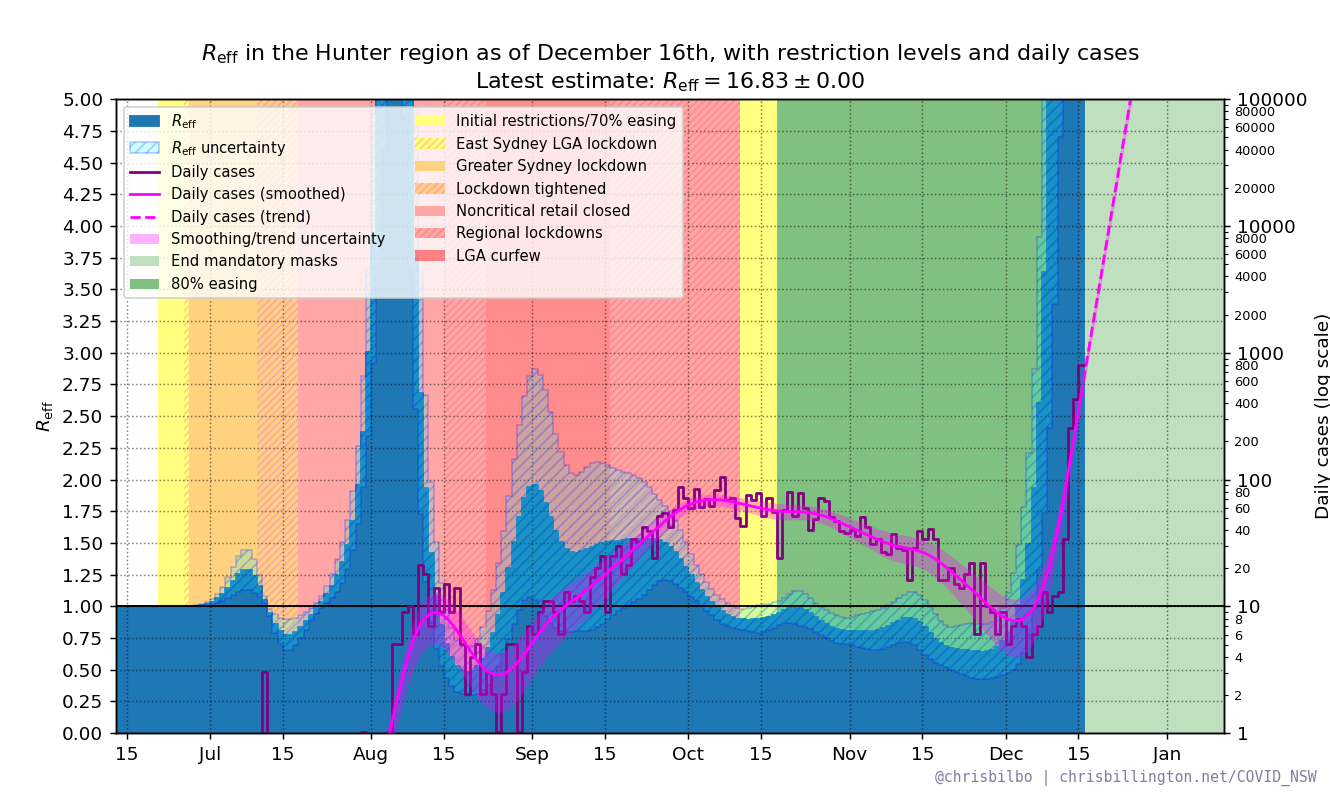 Reff in the Hunter region as of December 16th, with restriction levels and daily cases
Latest estimate: Reff = 16.83 ± 0.00
Reff
Reff uncertainty
Daily cases
Daily cases (smoothed)
Daily cases (trend)
Smoothing/trend uncertainty
End mandatory masks
80% easing
Initial restrictions/70% easing
East Sydney LGA lockdown
Greater Sydney lockdown
Lockdown tightened
Noncritical retail closed
Regional lockdowns
LGA curfew
Reff
5.00
4.75
4.50
4.25
4.00
3.75
3.50
3.25
3.00
2.75
2.50
2.25
2.00
1.75
1.50
1.25
1.00
0.75
0.50
0.25
0.00
100000
80000
60000
40000
20000
10000
8000
6000
4000
2000
1000
800
600
400
200
100
80
60
40
20
10
8
6
4
2
1
Daily cases (log scale)
15 Jul 15 Aug 15 Sep 15 Oct 15 Nov 15 Dec 15 Jan
@chrisbilbo | chrisbillington.net/COVID_NSW